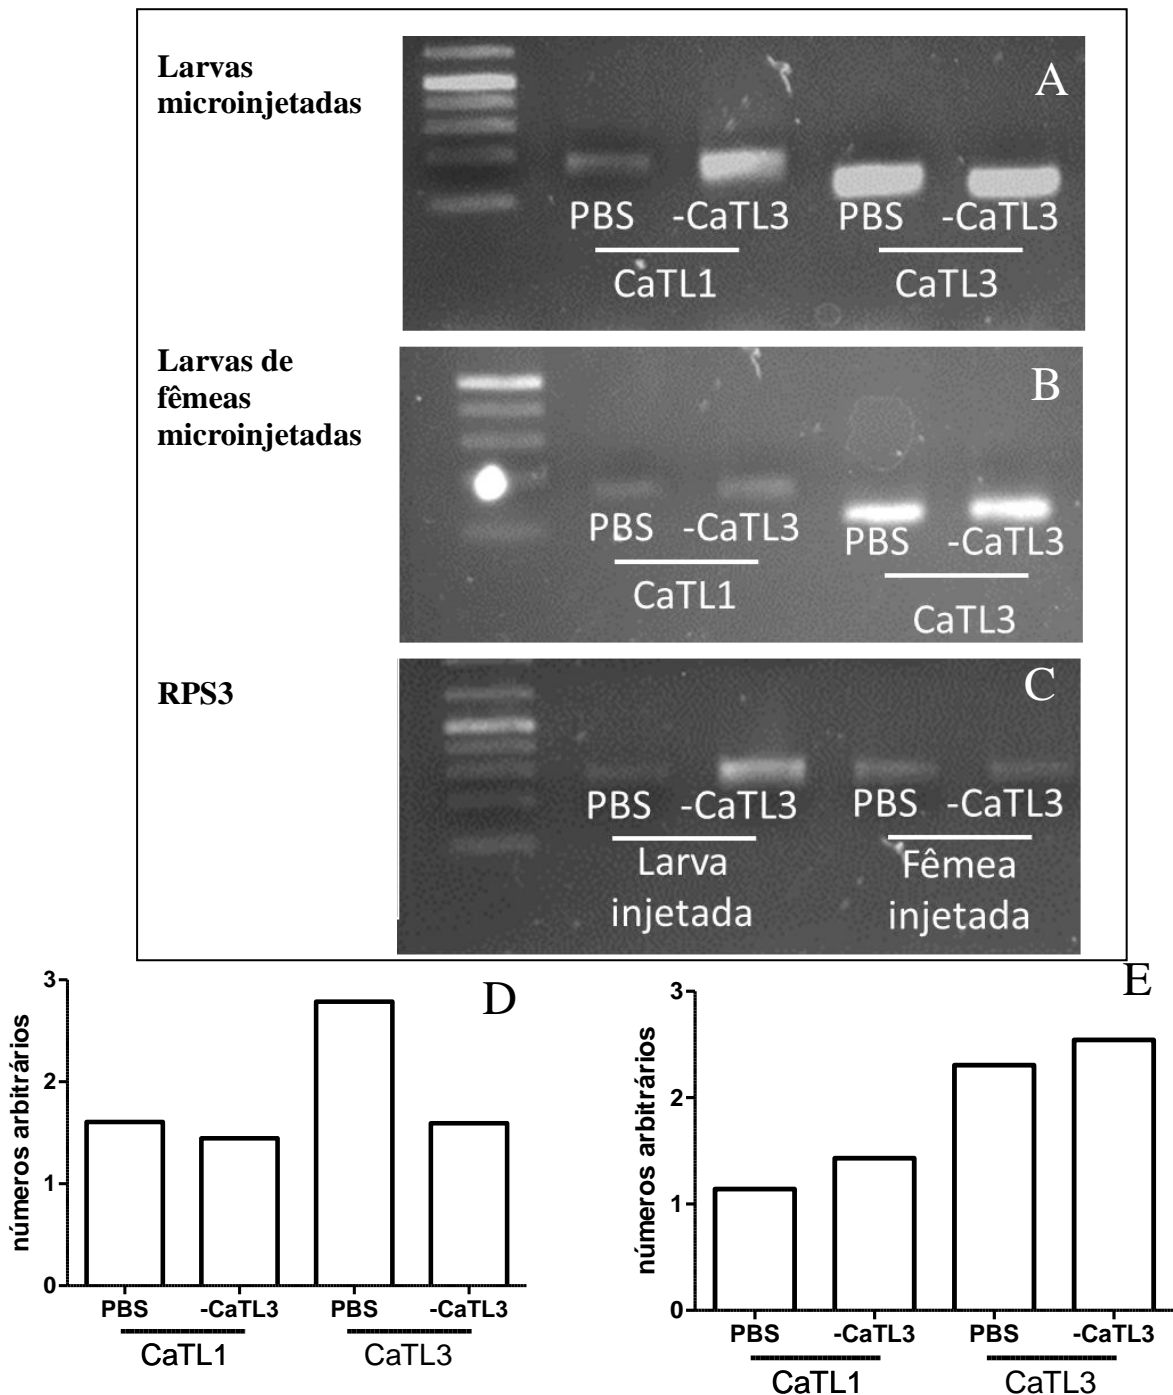 Larvas
microinjetadas
A
PBS -CaTL3 PBS -CaTL3
CaTL1 CaTL3
Larvas de
fêmeas
microinjetadas
B
PBS -CaTL3 PBS -CaTL3
CaTL1 CaTL3
RPS3
C
PBS -CaTL3 PBS -CaTL3
Larva
injetada
Fêmea
injetada
D
números arbitrários
3
2
1
0
PBS -CaTL3 PBS -CaTL3
CaTL1 CaTL3
E
números arbitrários
3
2
1
0
PBS -CaTL3 PBS -CaTL3
CaTL1 CaTL3